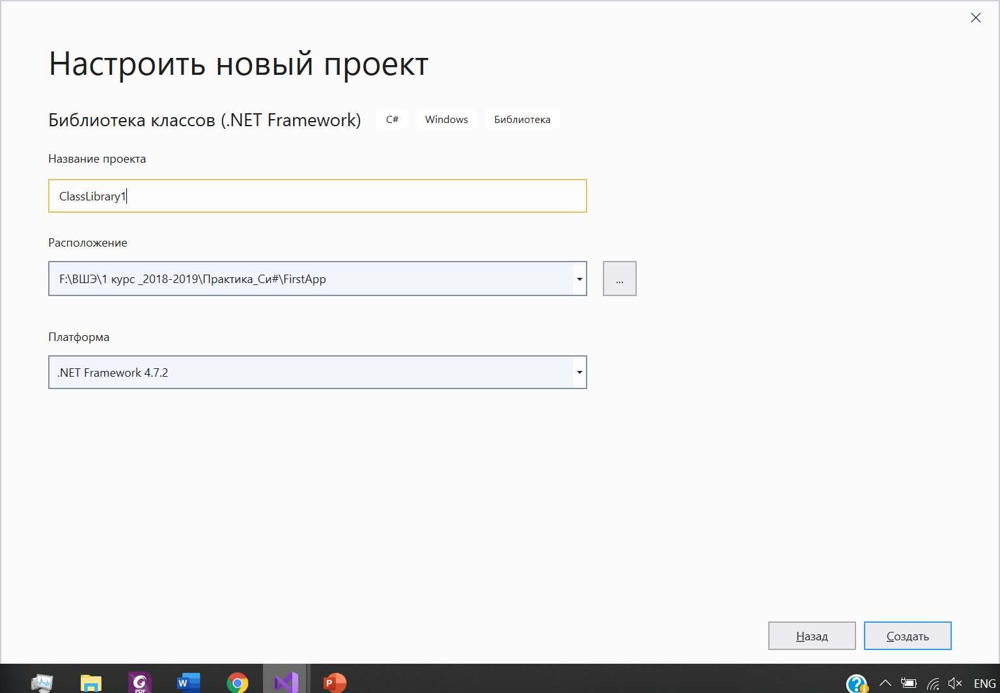 Настроить новый проект
Библиотека классов (.NET Framework) C# Windows Библиотека
Название проекта
ClassLibrary1
Расположение
F:\ВШЭ\1 курс _2018-2019\Практика_Си#\FirstApp
...
Платформа
.NET Framework 4.7.2
Назад Создать
PDF W P ? ENG